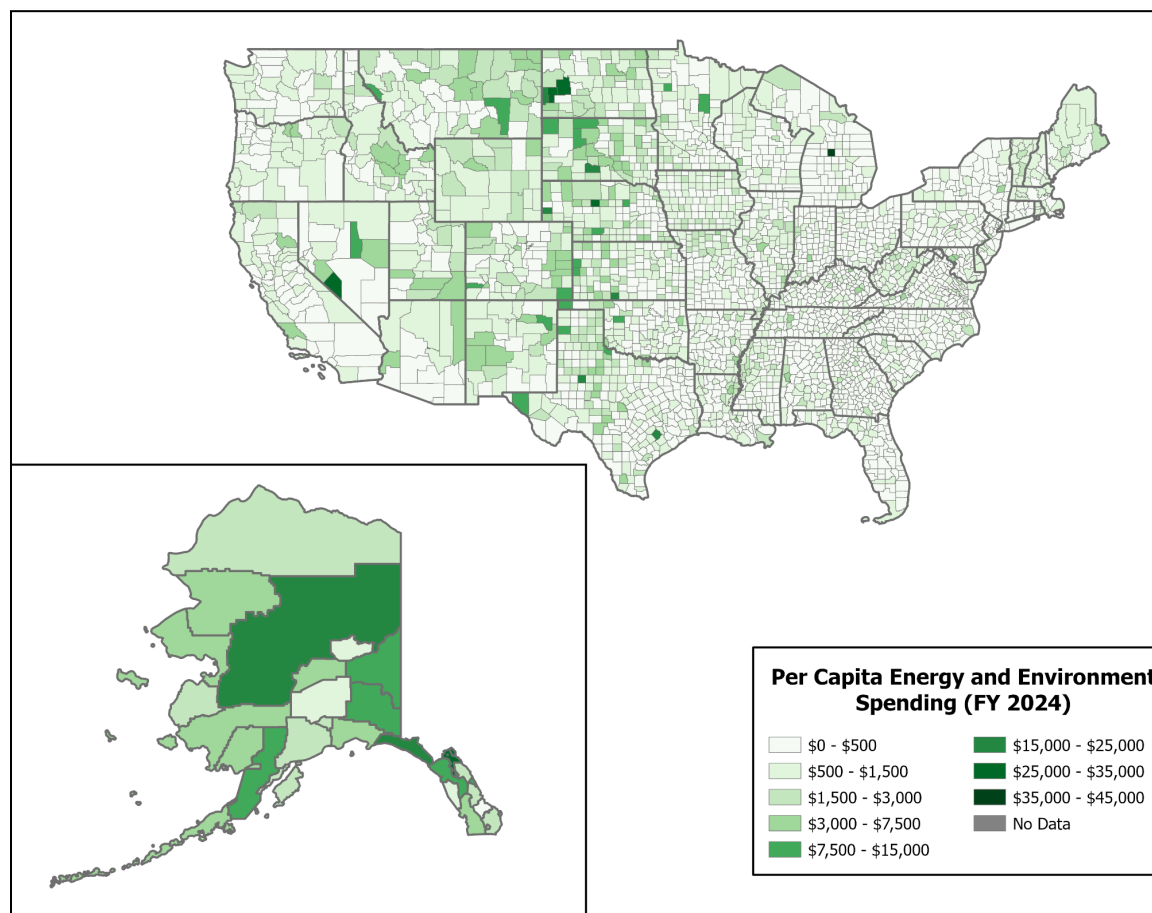 Per Capita Energy and Environment
Spending (FY 2024)
$0 - $500
$500 - $1,500
$1,500 - $3,000
$3,000 - $7,500
$7,500 - $15,000
$15,000 - $25,000
$25,000 - $35,000
$35,000 - $45,000
No Data